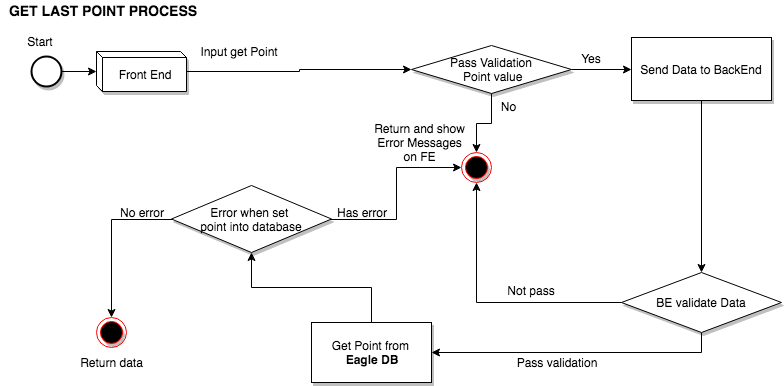 GET LAST POINT PROCESS
Start
Front End
Input get Point
Pass Validation
Point value
Yes
Send Data to BackEnd
No
Return and show
Error Messages
on FE
No error
Error when set
point into database
Has error
Not pass
BE validate Data
Return data
Get Point from
Eagle DB
Pass validation